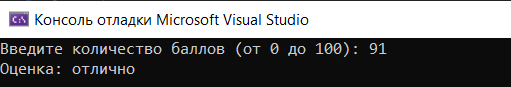 Консоль отладки Microsoft Visual Studio
Введите количество баллов (от 0 до 100): 91
Оценка: отлично